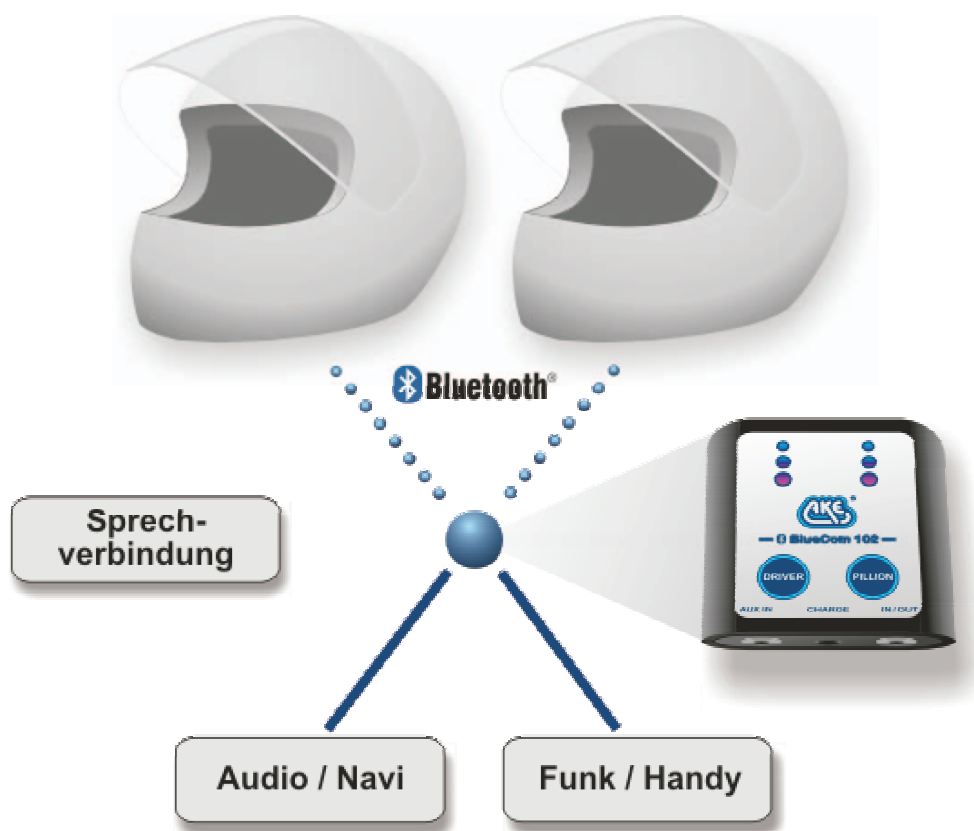 Bluetooth®
Sprech-
verbindung
AKE®
BlueCom 102
DRIVER PILLION
AUX IN CHARGE IN/OUT
Audio / Navi Funk / Handy